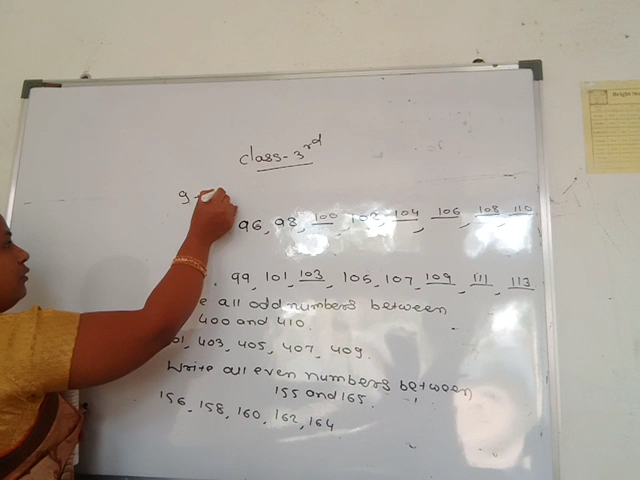 Class-3rd
9
96, 98, 100, 102, 104, 106, 108, 110
99, 101, 103, 105, 107, 109, 111, 113
all odd numbers between
400 and 410.
01, 403, 405, 407, 409.
Write all even numbers between
155 and 165.
156, 158, 160, 162, 164